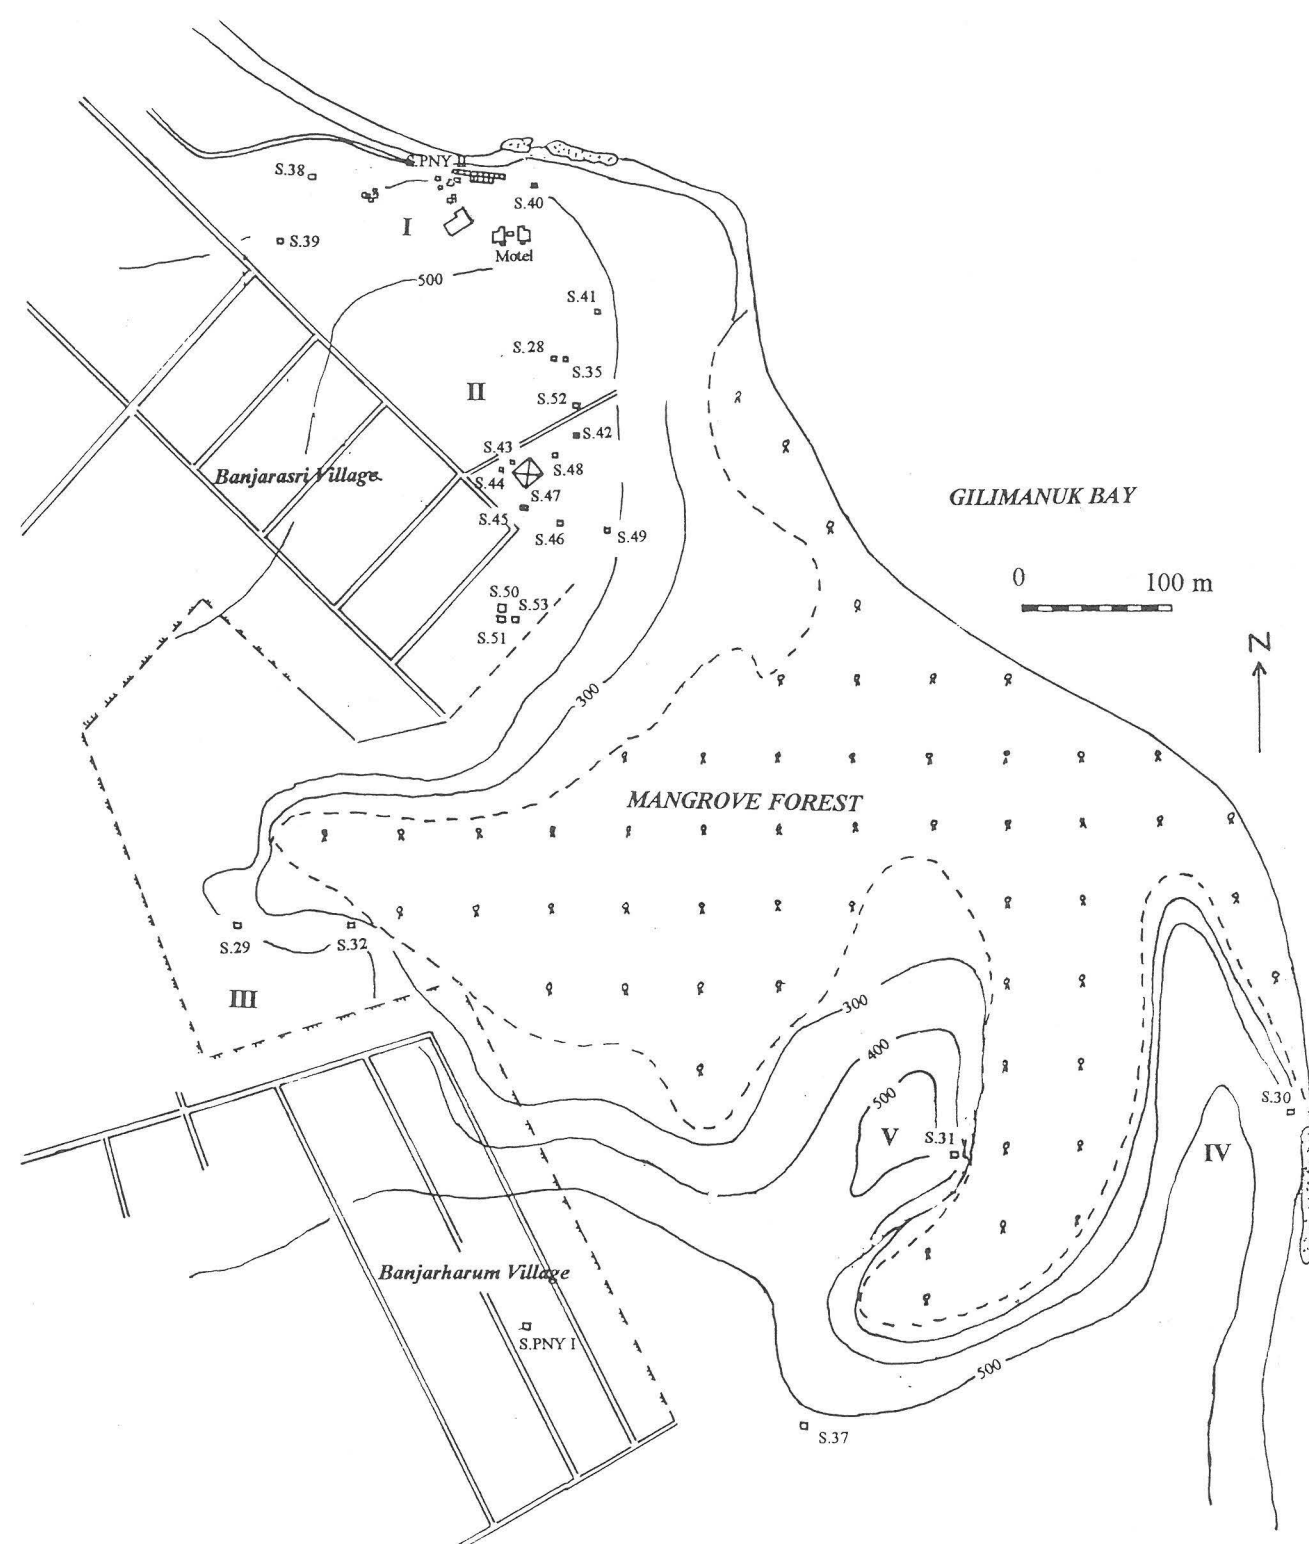 S.PNY II
S.38
S.40
I
S.39
Motel
500
S.41
S.28
S.35
II
S.52
S.42
S.43
S.48
Banjarasri Village.
S.44
S.47
GILIMANUK BAY
S.45
S.46
S.49
0 100 m
S.50
S.53
S.51
N
300
MANGROVE FOREST
S.29
S.32
III
300
400
500
S.30
V
S.31
IV
Banjarharum Village
S.PNY I
500
S.37